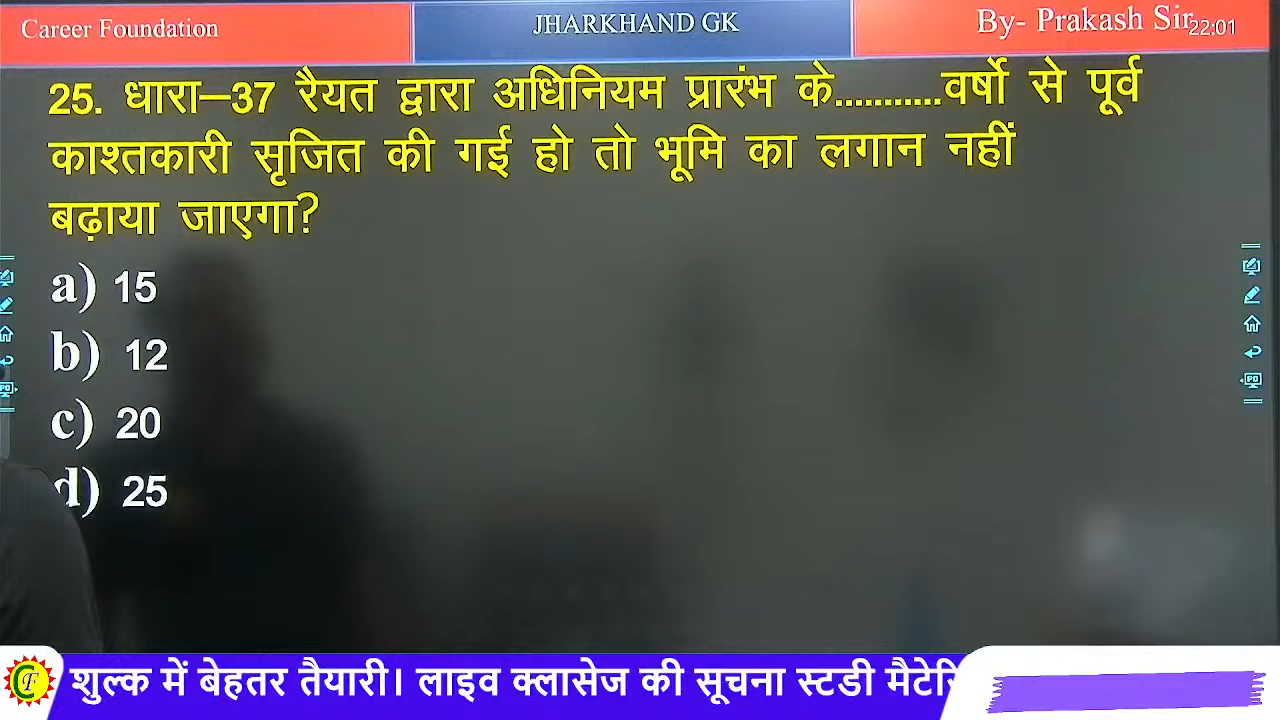 Career Foundation
JHARKHAND GK
By- Prakash Sir
22:01
25. धारा–37 रैयत द्वारा अधिनियम प्रारंभ के...........वर्षो से पूर्व
काश्तकारी सृजित की गई हो तो भूमि का लगान नहीं
बढ़ाया जाएगा?
a) 15
b) 12
c) 20
d) 25
शुल्क में बेहतर तैयारी। लाइव क्लासेज की सूचना स्टडी